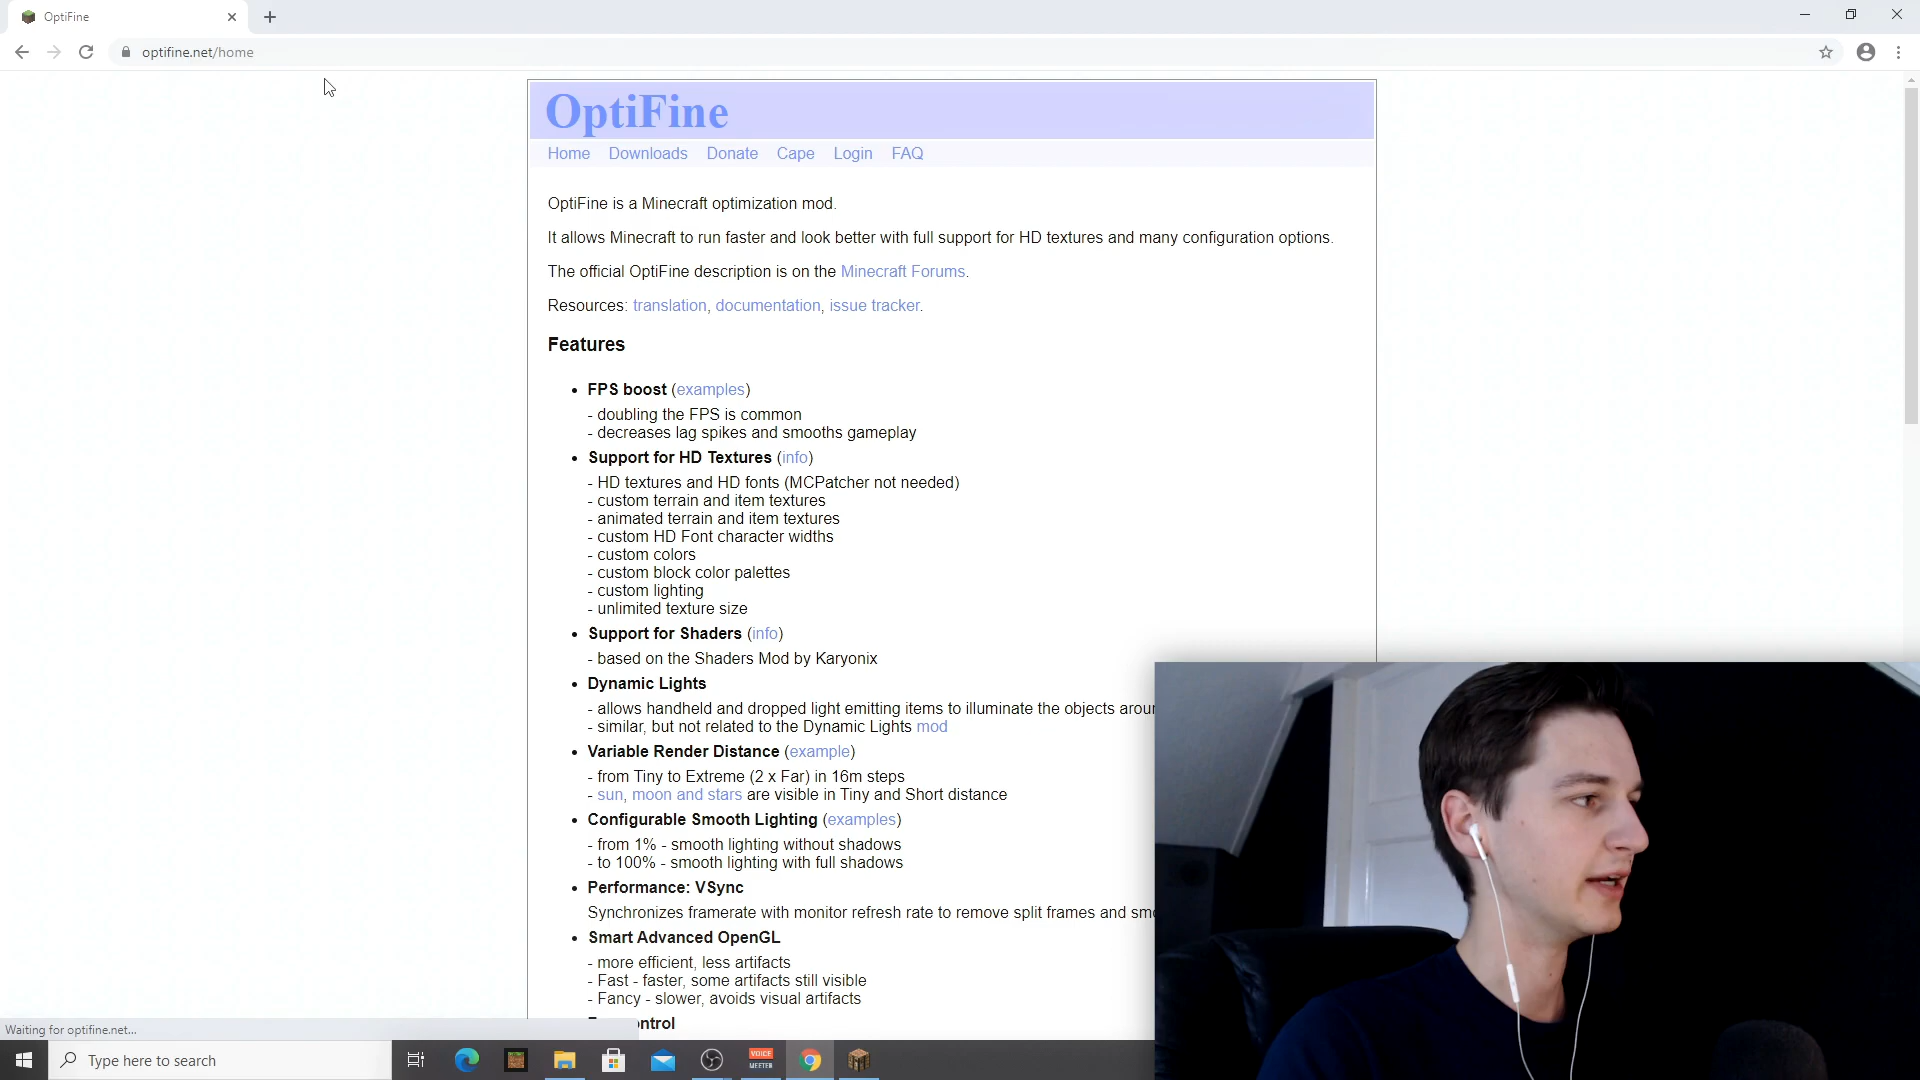 OptiFine
optifine.net/home
OptiFine
Home Downloads Donate Cape Login FAQ
OptiFine is a Minecraft optimization mod.
It allows Minecraft to run faster and look better with full support for HD textures and many configuration options.
The official OptiFine description is on the Minecraft Forums.
Resources: translation, documentation, issue tracker.
Features
• FPS boost (examples)
- doubling the FPS is common
- decreases lag spikes and smooths gameplay
• Support for HD Textures (info)
- HD textures and HD fonts (MCPatcher not needed)
- custom terrain and item textures
- animated terrain and item textures
- custom HD Font character widths
- custom colors
- custom block color palettes
- custom lighting
- unlimited texture size
• Support for Shaders (info)
- based on the Shaders Mod by Karyonix
• Dynamic Lights
- allows handheld and dropped light emitting items to illuminate the objects
- similar, but not related to the Dynamic Lights mod
• Variable Render Distance (example)
- from Tiny to Extreme (2 x Far) in 16m steps
- sun, moon and stars are visible in Tiny and Short distance
• Configurable Smooth Lighting (examples)
- from 1% - smooth lighting without shadows
- to 100% - smooth lighting with full shadows
• Performance: VSync
Synchronizes framerate with monitor refresh rate to remove split frames and
• Smart Advanced OpenGL
- more efficient, less artifacts
- Fast - faster, some artifacts still visible
- Fancy - slower, avoids visual artifacts
Waiting for optifine.net...
Type here to search
VOICE
MEETER